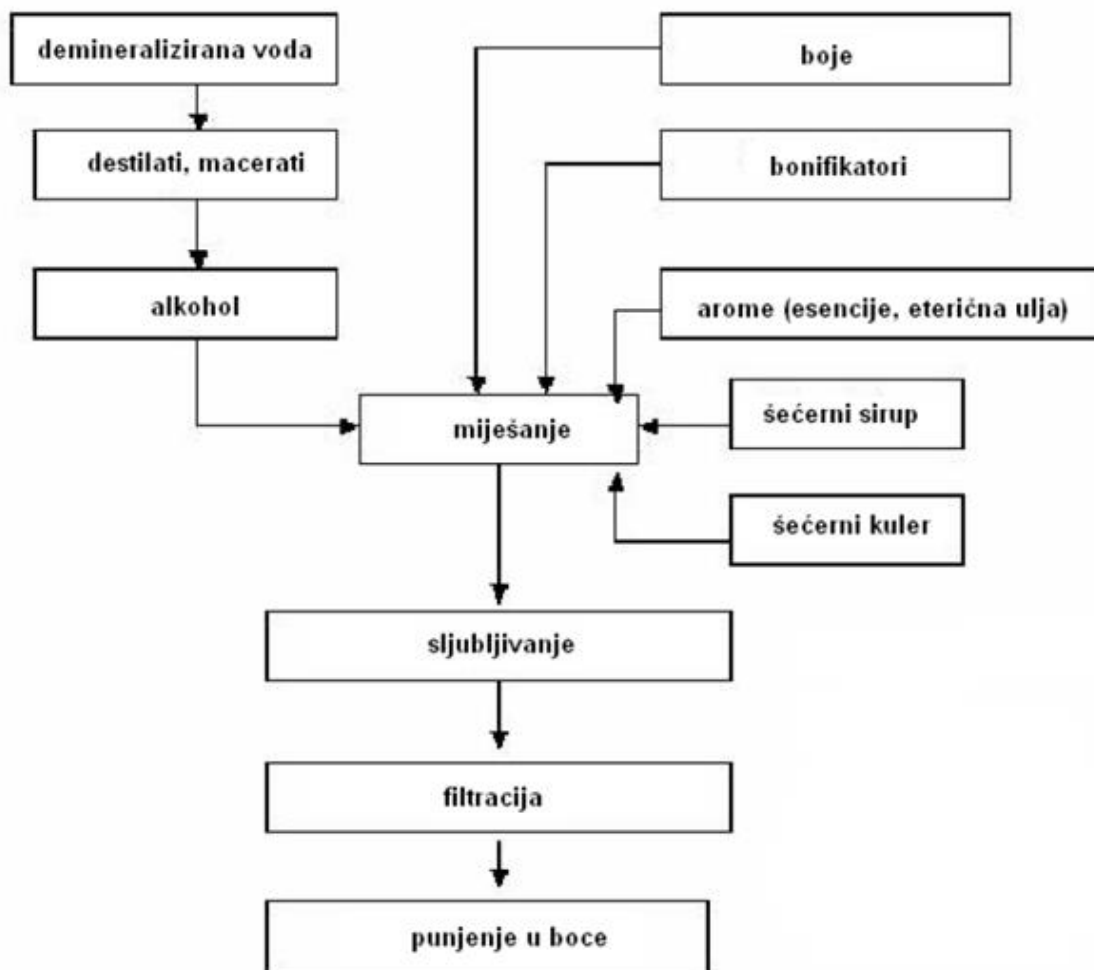 demineralizirana voda
boje
destilati, macerati
bonifikatori
alkohol
arome (esencije, eterićna ulja)
šećerni sirup
miješanje
šećerni kuler
sljubljivanje
filtracija
punjenje u boce